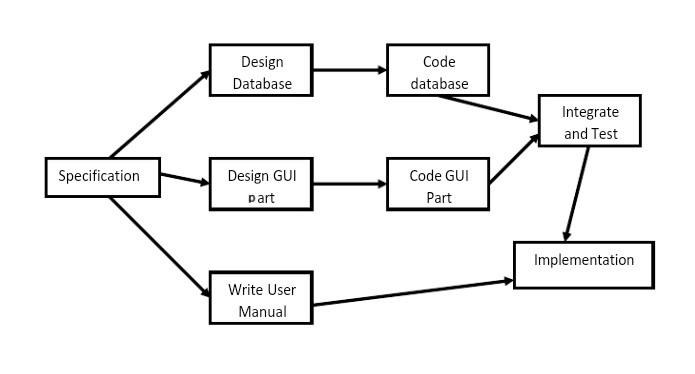 Design
Database
Code
database
Integrate
and Test
Specification
Design GUI
part
Code GUI
Part
Implementation
Write User
Manual